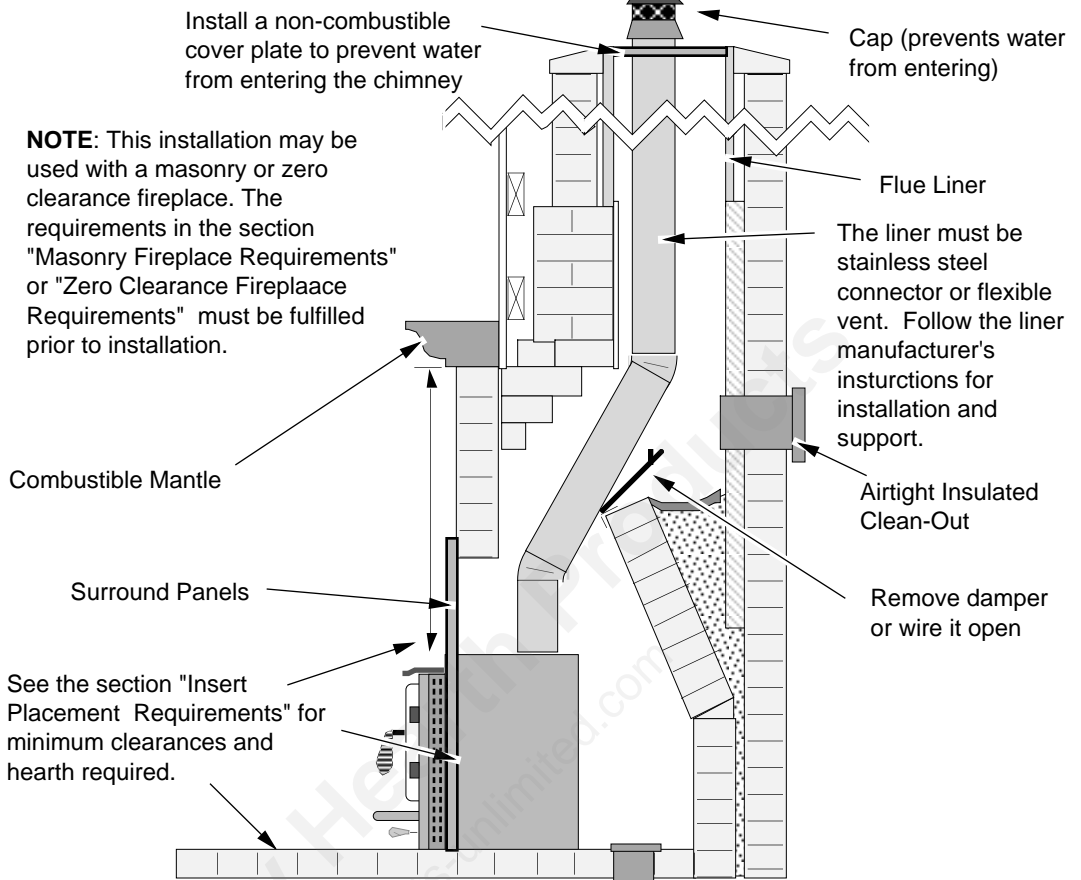 Install a non-combustible
cover plate to prevent water
from entering the chimney
Cap (prevents water
from entering)
NOTE: This installation may be
used with a masonry or zero
clearance fireplace. The
requirements in the section
"Masonry Fireplace Requirements"
or "Zero Clearance Fireplaace
Requirements" must be fulfilled
prior to installation.
Flue Liner
The liner must be
stainless steel
connector or flexible
vent. Follow the liner
manufacturer's
insturctions for
installation and
support.
Combustible Mantle
Airtight Insulated
Clean-Out
Surround Panels
Remove damper
or wire it open
See the section "Insert
Placement Requirements" for
minimum clearances and
hearth required.
Hearth Products
s-unlimited.com